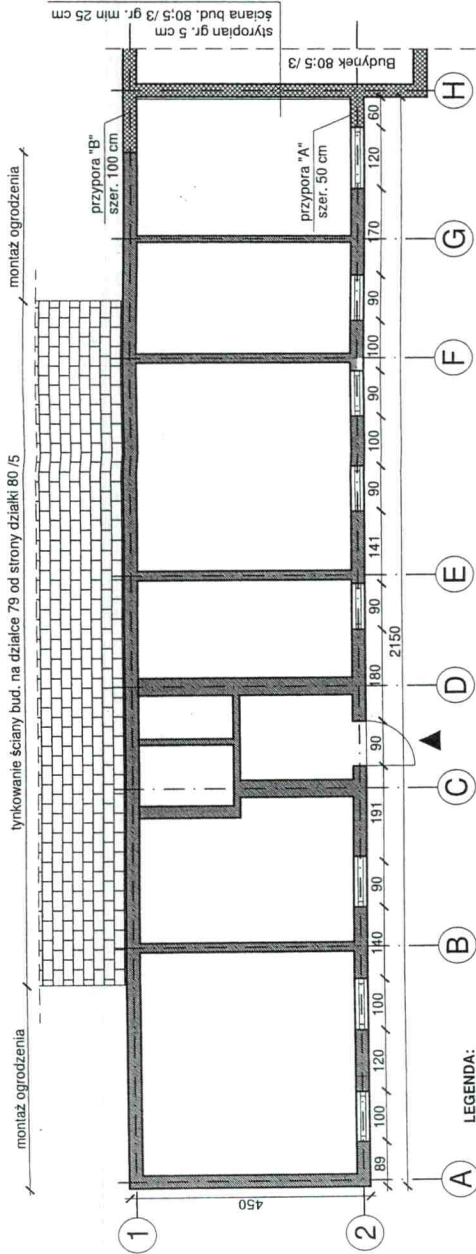 montaż ogrodzenia
tynkowanie ściany bud. na działce 79 od strony działki 80 /5
montaż ogrodzenia
styropian gr. 5 cm
ściana bud. 80;5 /3 gr. min 25 cm
przypora "B"
szer. 100 cm
przypora "A"
szer. 50 cm
Budynek 80:5 /3
1
2
450
89 100 120 100 140 90 191 90 180 90 141 90 100 90 100 90 170 120 60
2150
A B C D E F G H
LEGENDA: